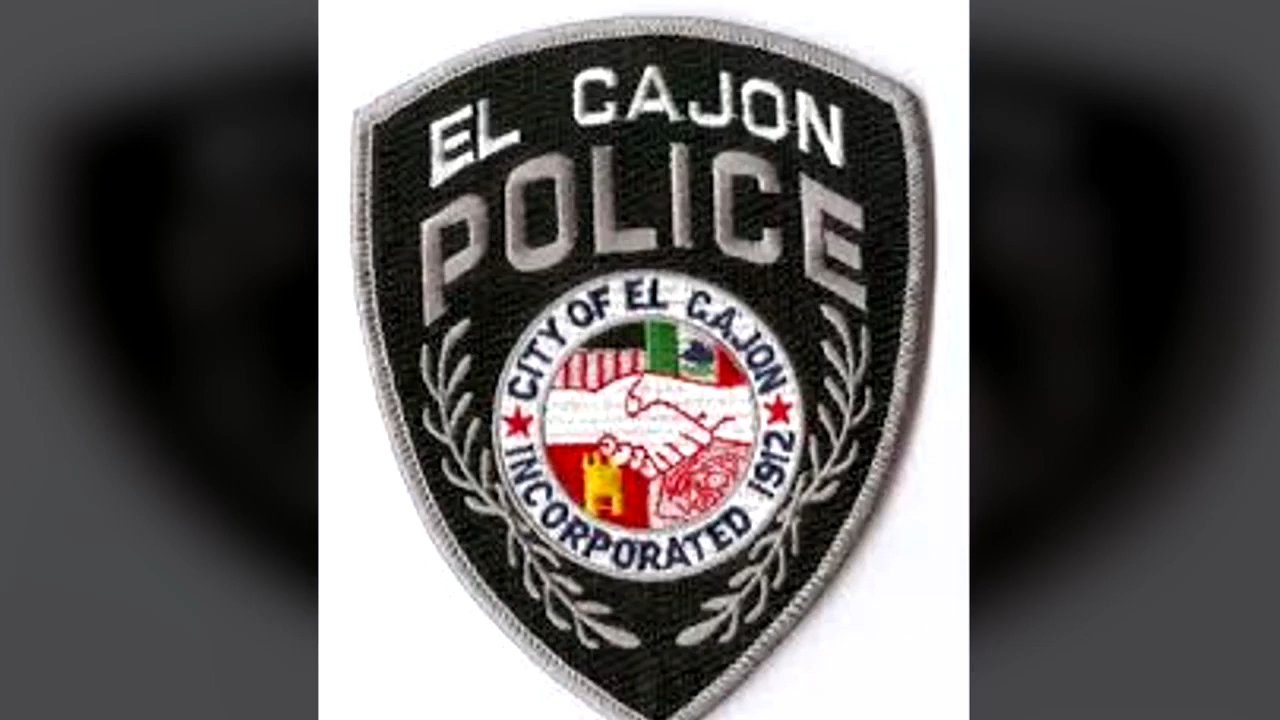 EL CAJON
POLICE
CITY OF EL CAJON
INCORPORATED 1912